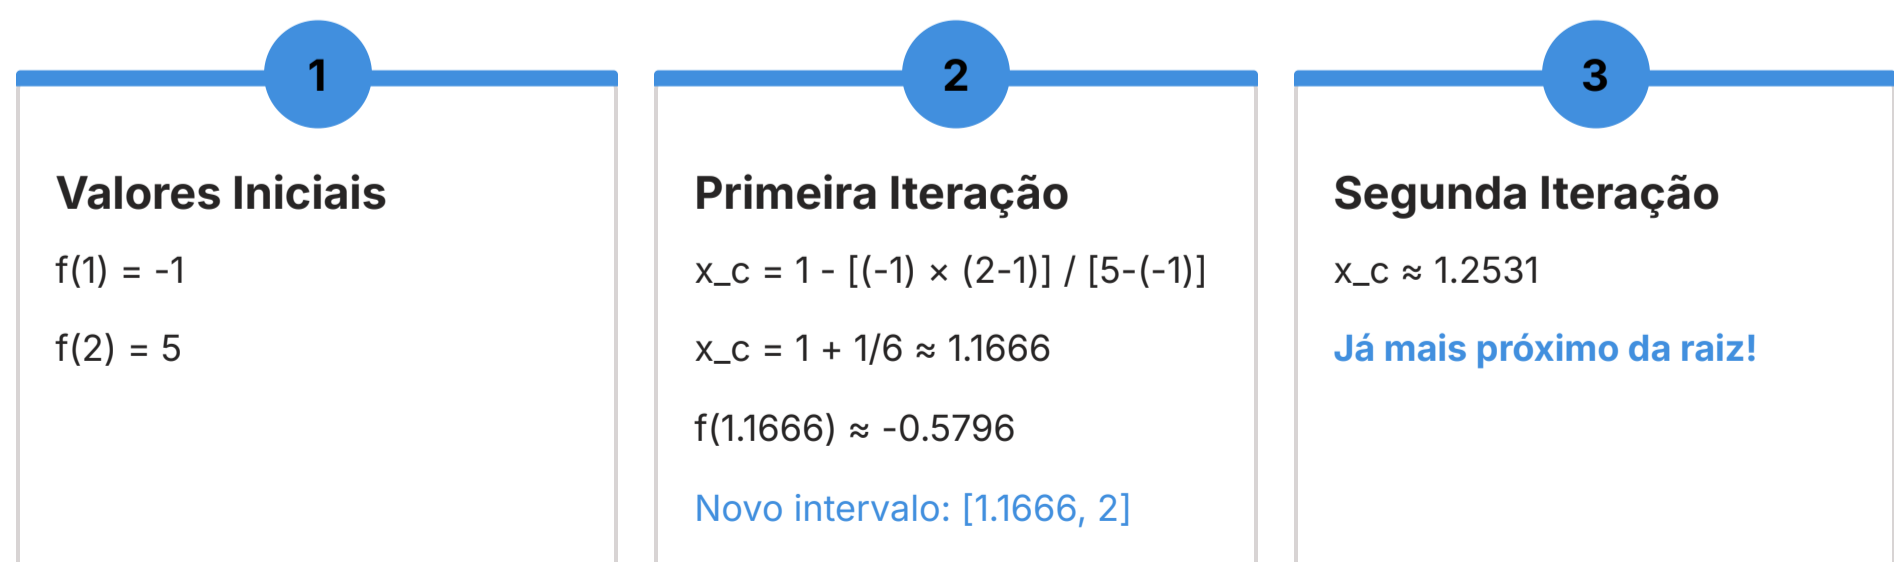 1
Valores Iniciais
f(1) = -1
f(2) = 5
2
Primeira Iteração
x_c = 1 - [(-1) × (2-1)] / [5-(-1)]
x_c = 1 + 1/6 ≈ 1.1666
f(1.1666) ≈ -0.5796
Novo intervalo: [1.1666, 2]
3
Segunda Iteração
x_c ≈ 1.2531
Já mais próximo da raiz!